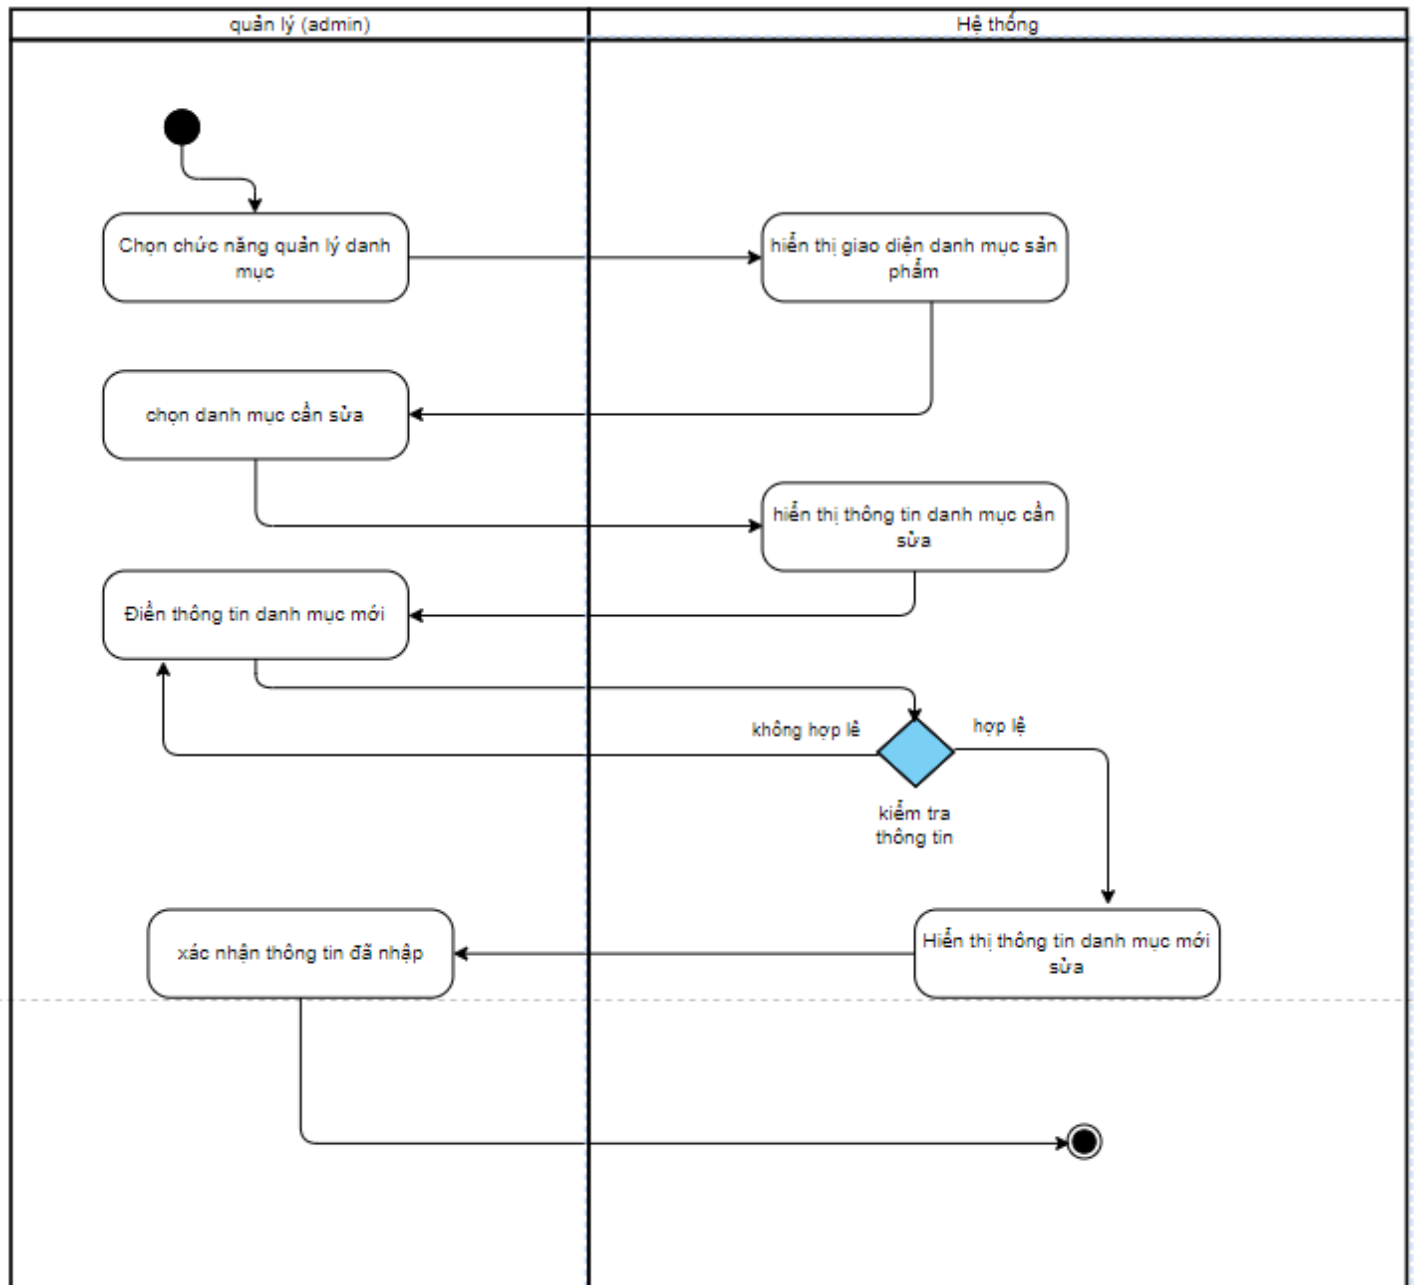 quản lý (admin)
Hệ thống
Chọn chức năng quản lý danh
mục
hiển thị giao diện danh mục sản
phẩm
chọn danh mục cần sửa
hiển thị thông tin danh mục cần
sửa
Điền thông tin danh mục mới
không hợp lê
hợp lệ
kiểm tra
thông tin
xác nhận thông tin đã nhập
Hiển thị thông tin danh mục mới
sửa